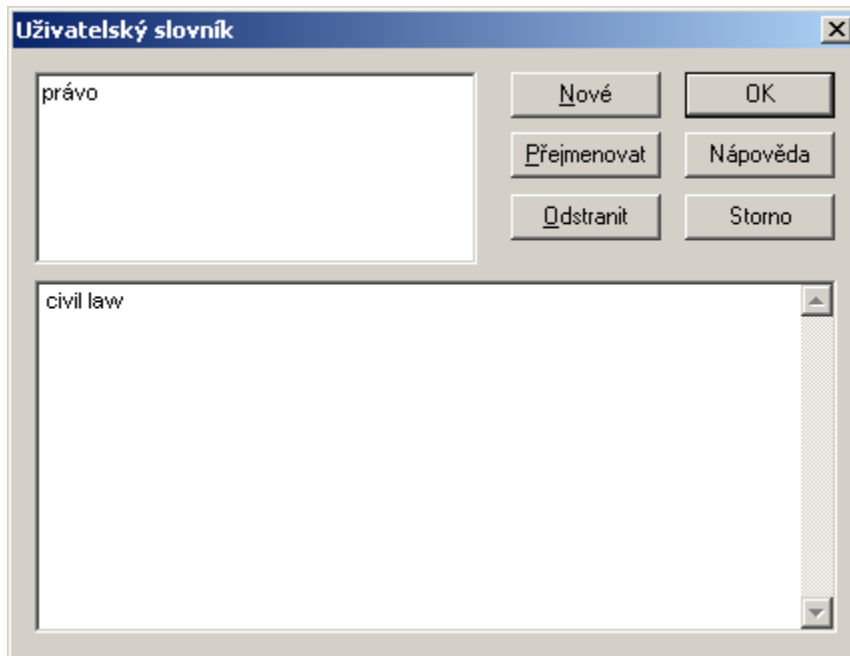 Uživatelský slovník
právo
Nové
OK
Přejmenovat
Nápověda
Odstranit
Storno
civil law